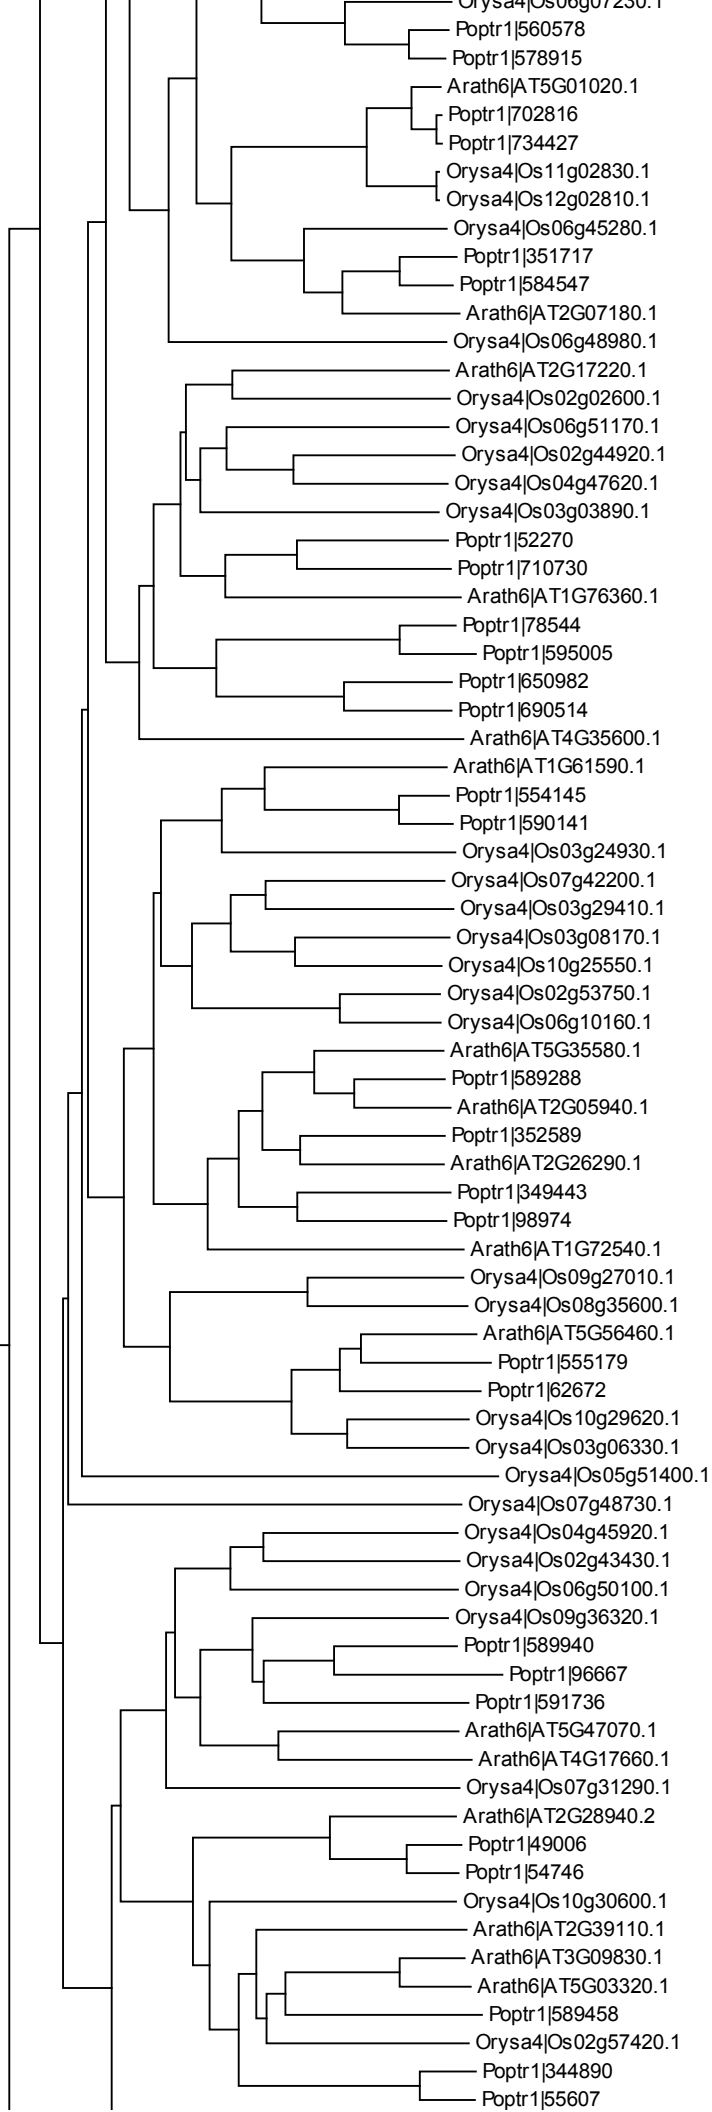 Orysa4|Os06g07230.1
Poptr1|560578
Poptr1|578915
Arath6|AT5G01020.1
Poptr1|702816
Poptr1|734427
Orysa4|Os11g02830.1
Orysa4|Os12g02810.1
Orysa4|Os06g45280.1
Poptr1|351717
Poptr1|584547
Arath6|AT2G07180.1
Orysa4|Os06g48980.1
Arath6|AT2G17220.1
Orysa4|Os02g02600.1
Orysa4|Os06g51170.1
Orysa4|Os02g44920.1
Orysa4|Os04g47620.1
Orysa4|Os03g03890.1
Poptr1|52270
Poptr1|710730
Arath6|AT1G76360.1
Poptr1|78544
Poptr1|595005
Poptr1|650982
Poptr1|690514
Arath6|AT4G35600.1
Arath6|AT1G61590.1
Poptr1|554145
Poptr1|590141
Orysa4|Os03g24930.1
Orysa4|Os07g42200.1
Orysa4|Os03g29410.1
Orysa4|Os03g08170.1
Orysa4|Os10g25550.1
Orysa4|Os02g53750.1
Orysa4|Os06g10160.1
Arath6|AT5G35580.1
Poptr1|589288
Arath6|AT2G05940.1
Poptr1|352589
Arath6|AT2G26290.1
Poptr1|349443
Poptr1|98974
Arath6|AT1G72540.1
Orysa4|Os09g27010.1
Orysa4|Os08g35600.1
Arath6|AT5G56460.1
Poptr1|555179
Poptr1|62672
Orysa4|Os10g29620.1
Orysa4|Os03g06330.1
Orysa4|Os05g51400.1
Orysa4|Os07g48730.1
Orysa4|Os04g45920.1
Orysa4|Os02g43430.1
Orysa4|Os06g50100.1
Orysa4|Os09g36320.1
Poptr1|589940
Poptr1|96667
Poptr1|591736
Arath6|AT5G47070.1
Arath6|AT4G17660.1
Orysa4|Os07g31290.1
Arath6|AT2G28940.2
Poptr1|49006
Poptr1|54746
Orysa4|Os10g30600.1
Arath6|AT2G39110.1
Arath6|AT3G09830.1
Arath6|AT5G03320.1
Poptr1|589458
Orysa4|Os02g57420.1
Poptr1|344890
Poptr1|55607